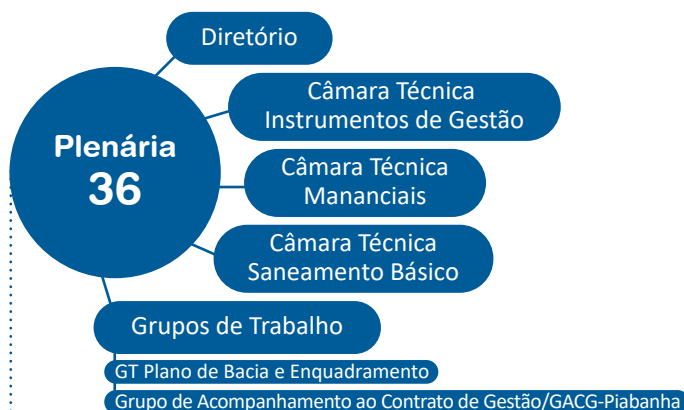 Diretório
Plenária
36
Câmara Técnica
Instrumentos de Gestão
Câmara Técnica
Mananciais
Câmara Técnica
Saneamento Básico
Grupos de Trabalho
GT Plano de Bacia e Enquadramento
Grupo de Acompanhamento ao Contrato de Gestão/GACG-Piabanha